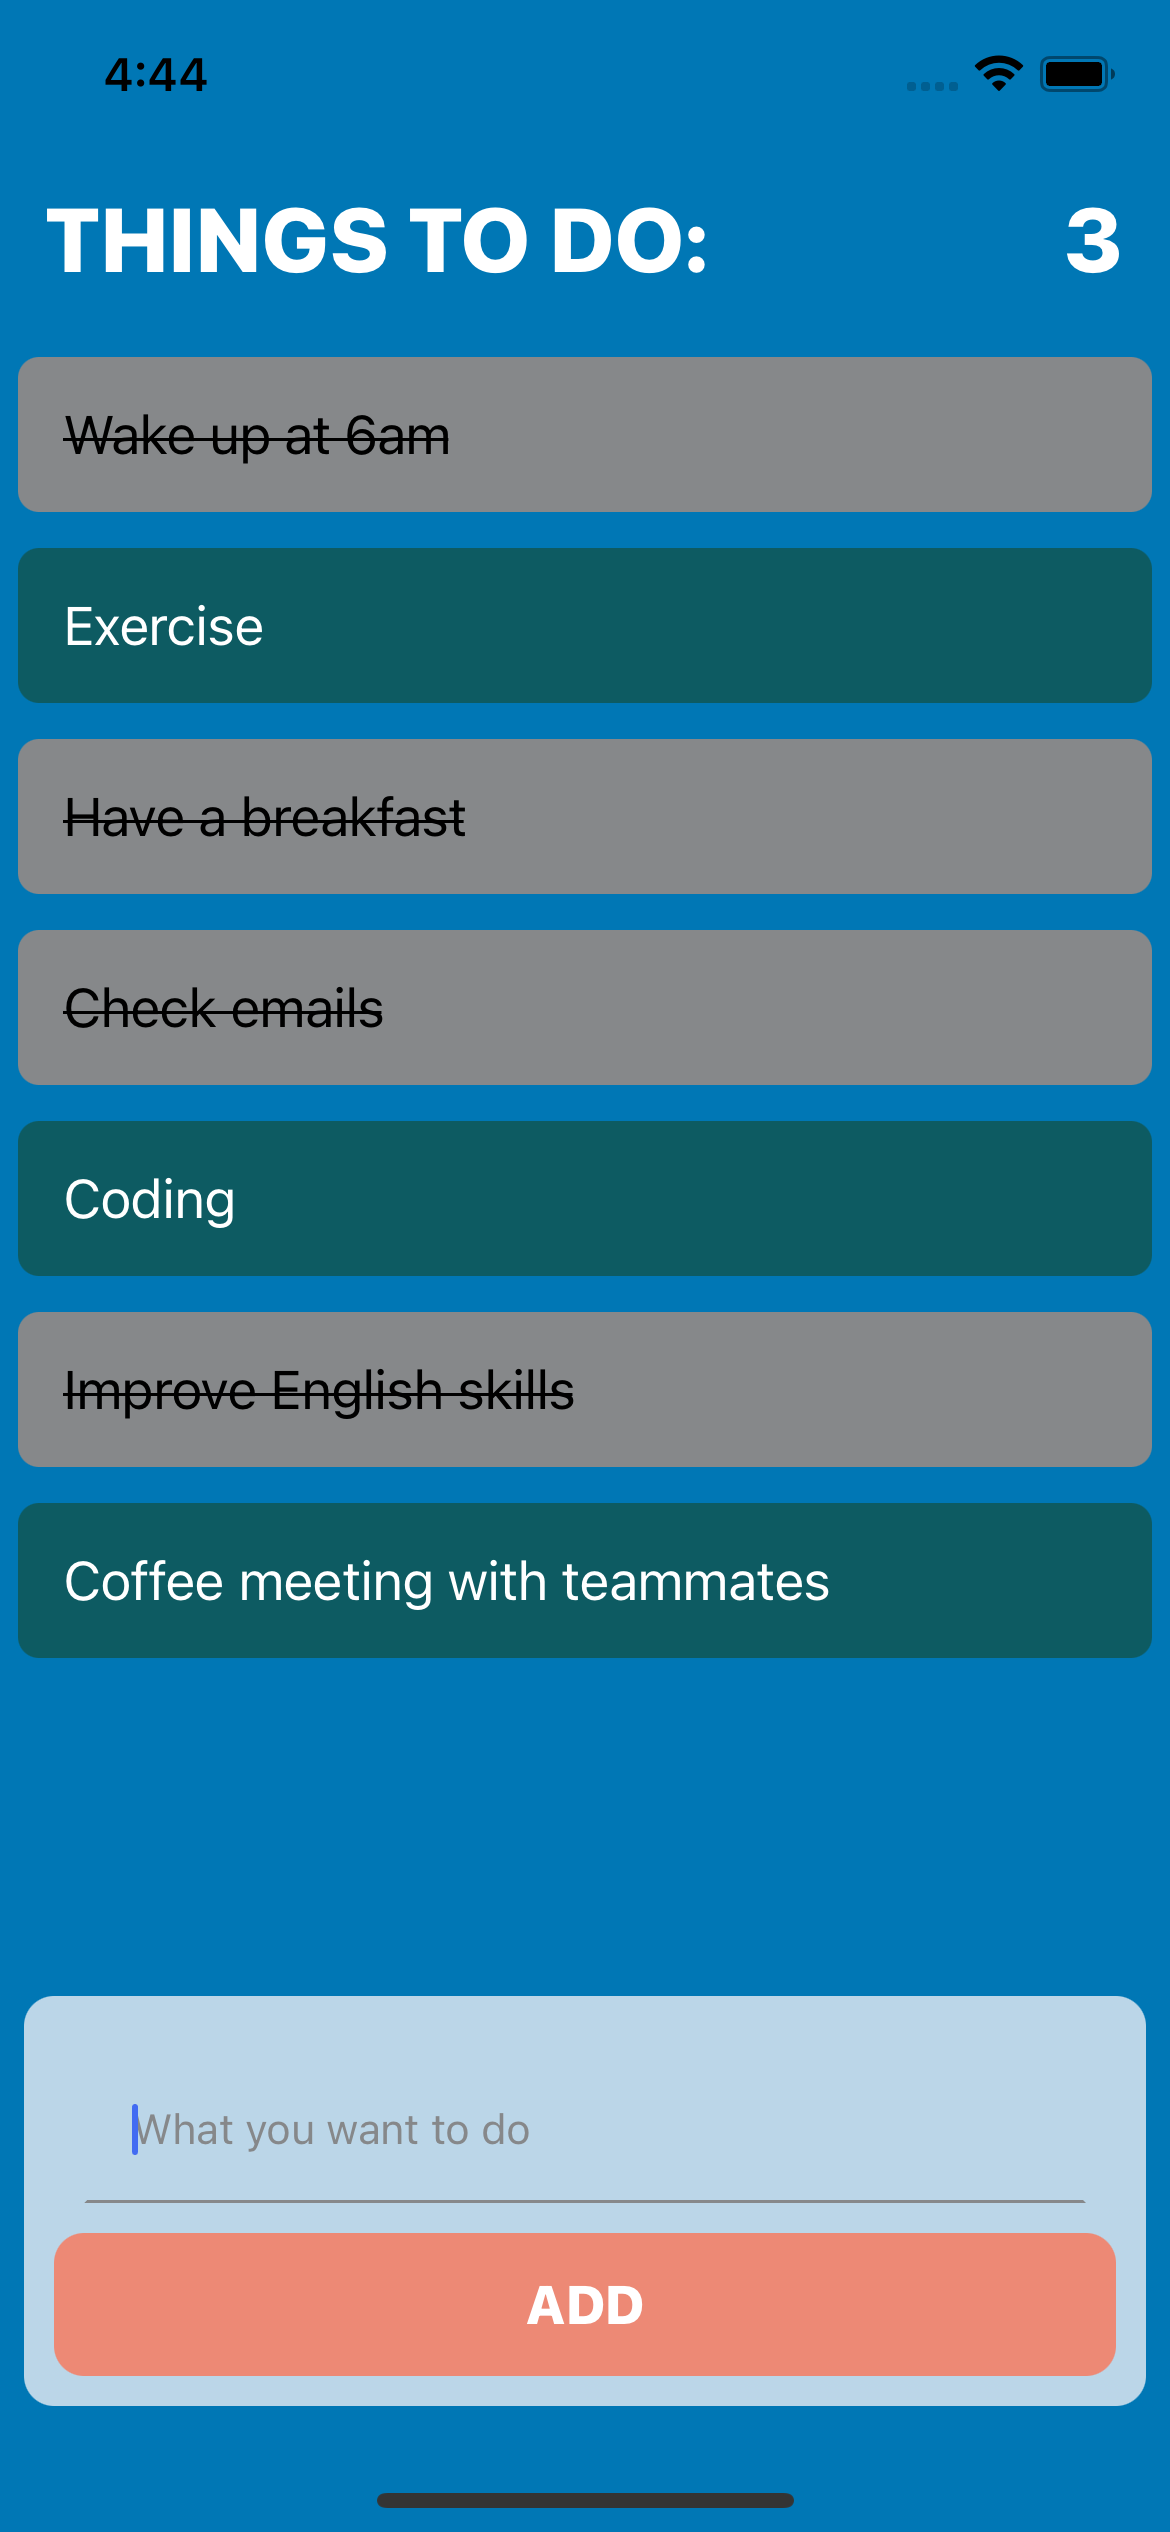 4:44
THINGS TO DO: 3
Wake up at 6am
Exercise
Have a breakfast
Check emails
Coding
Improve English skills
Coffee meeting with teammates
What you want to do
ADD